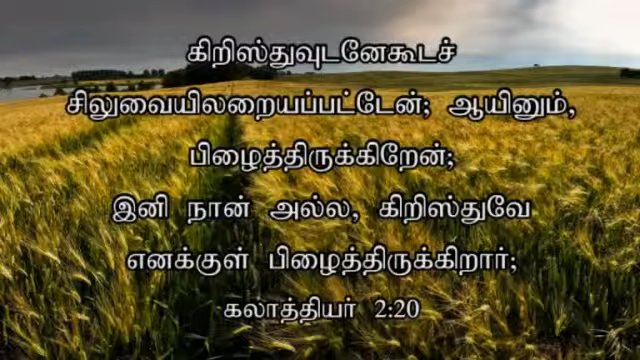 கிறிஸ்துவுடனேகூடச்
சிலுவையிலறையப்பட்டேன்; ஆயினும்,
பிழைத்திருக்கிறேன்;
இனி நான் அல்ல, கிறிஸ்துவே
எனக்குள் பிழைத்திருக்கிறார்;
கலாத்தியர் 2:20